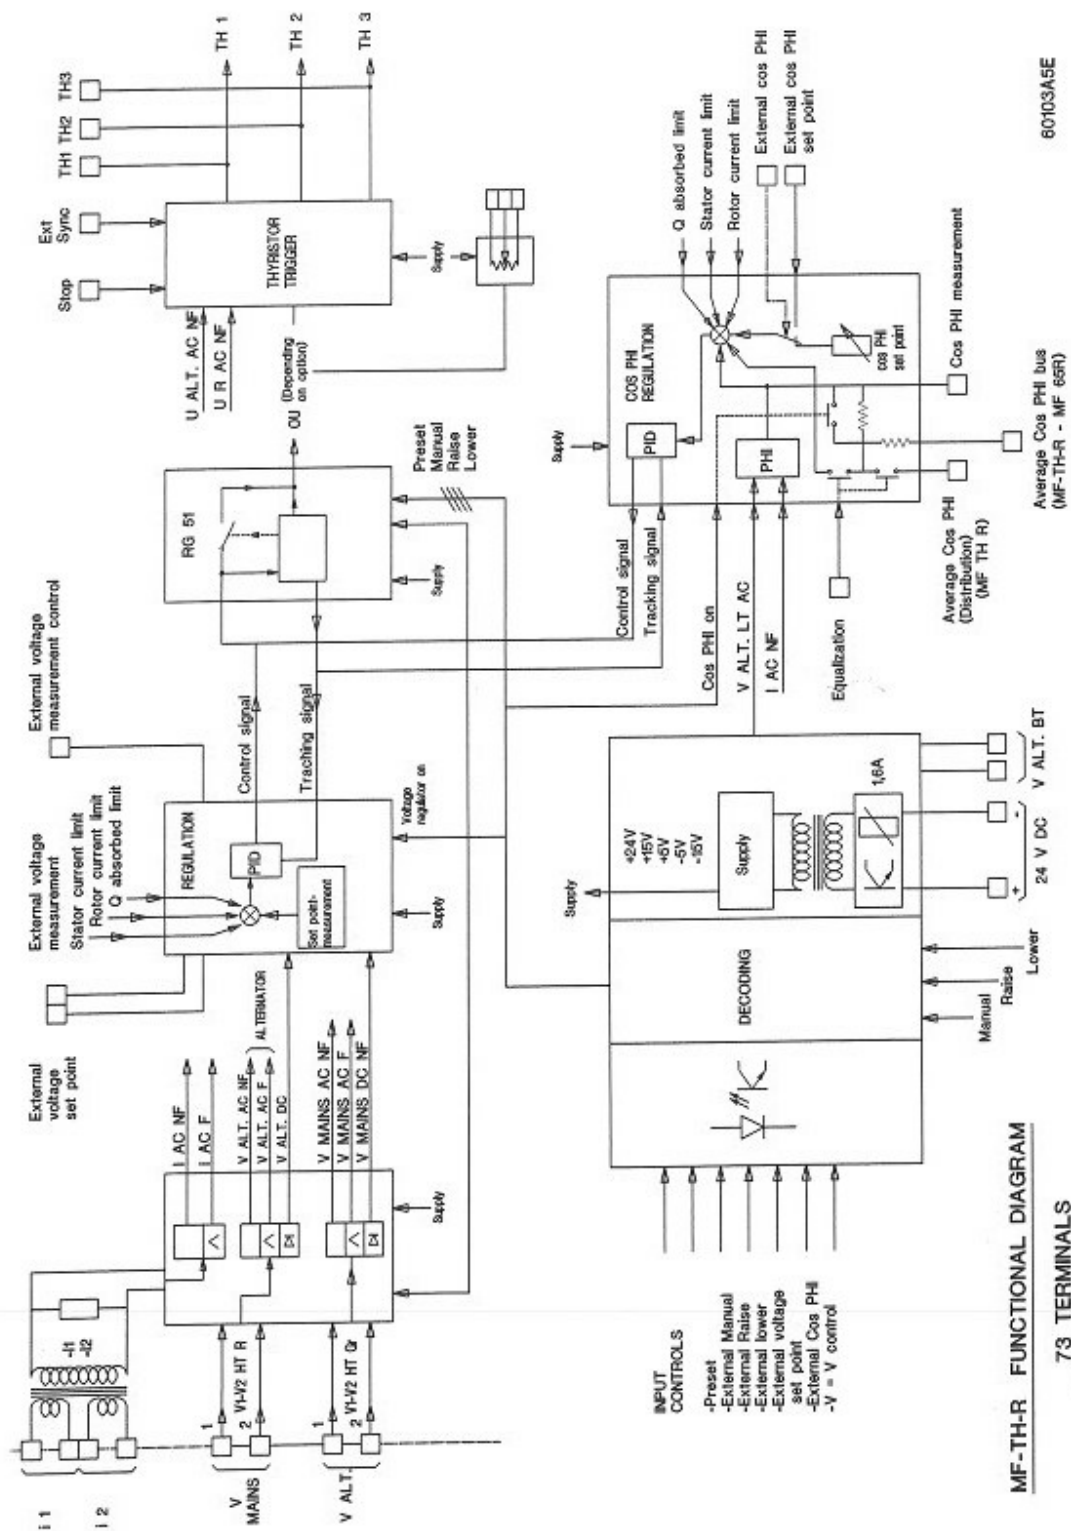 External voltage
measurement control
External voltage
measurement
Stator current limit
Rotor current limit
Q absorbed limit
External
voltage
set point
i 1
i 2
-I1
-I2
I AC NF
i AC F
1
V1-V2 HT R
2
V
MAINS
V ALT. AC NF
V ALT. AC F
V ALT. DC
ALTERNATOR
1
V1-V2 HT Gr
2
V ALT.
V MAINS AC NF
V MAINS AC F
V MAINS DC NF
Supply
REGULATION
PID
Set point-
measurement
Supply
Voltage
regulator on
Control signal
Traching signal
RG 51
Supply
Preset
Manual
Raise
Lower
OU (Depending
on option)
U ALT. AC NF
U R AC NF
Stop
Ext
Sync
TH1
TH2
TH3
THYRISTOR
TRIGGER
TH 1
TH 2
TH 3
Supply
INPUT
CONTROLS
-Preset
-External Manual
-External Raise
-External lower
-External voltage
set point
-External Cos PHI
-V = V control
DECODING
Manual
Raise
Lower
Supply
+24V
+15V
+5V
-5V
-15V
Supply
1,6A
+
-
24 V DC
V ALT. BT
Control signal
Tracking signal
Cos PHI on
V ALT. LT AC
I AC NF
Equalization
Supply
COS PHI
REGULATION
PID
PHI
cos PHI
set point
Q absorbed limit
Stator current limit
Rotor current limit
External cos PHI
External cos PHI
set point
Cos PHI measurement
Average Cos PHI
(Distribution)
(MF TH R)
Average Cos PHI bus
(MF-TH-R - MF 65R)
MF-TH-R FUNCTIONAL DIAGRAM
73 TERMINALS
60103A5E